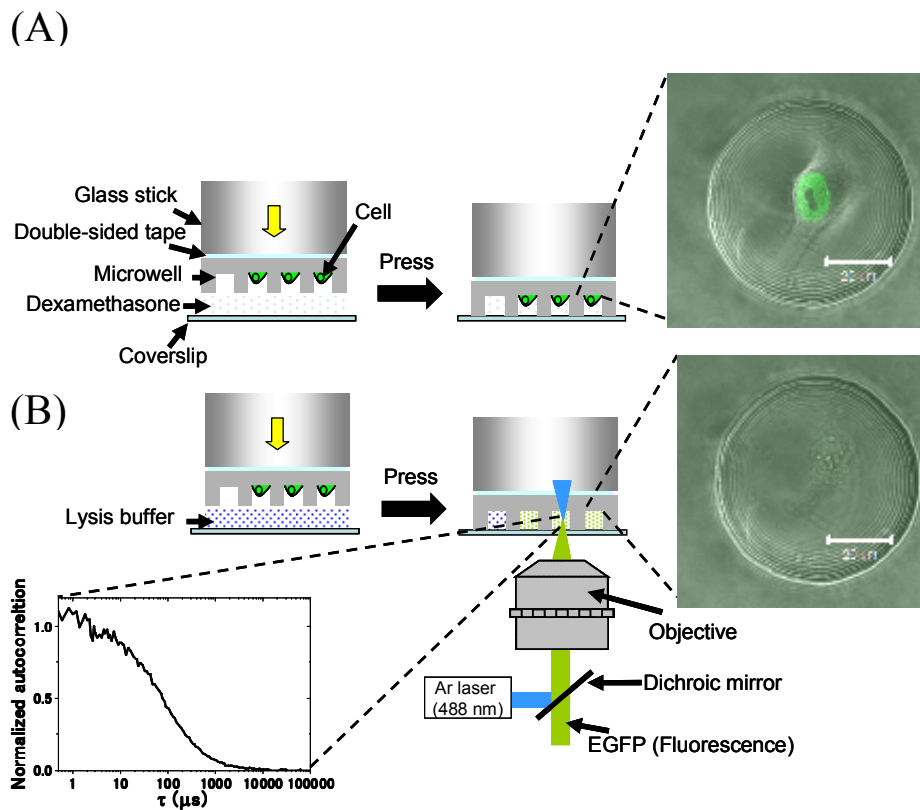 (A)
Glass stick
Double-sided tape
Microwell
Dexamethasone
Coverslip
Cell
Press
(B)
Lysis buffer
Press
Normalized autocorreltion
1.0
0.5
0.0
1 10 100 1000 10000 100000
τ (μs)
Objective
Ar laser
(488 nm)
Dichroic mirror
EGFP (Fluorescence)